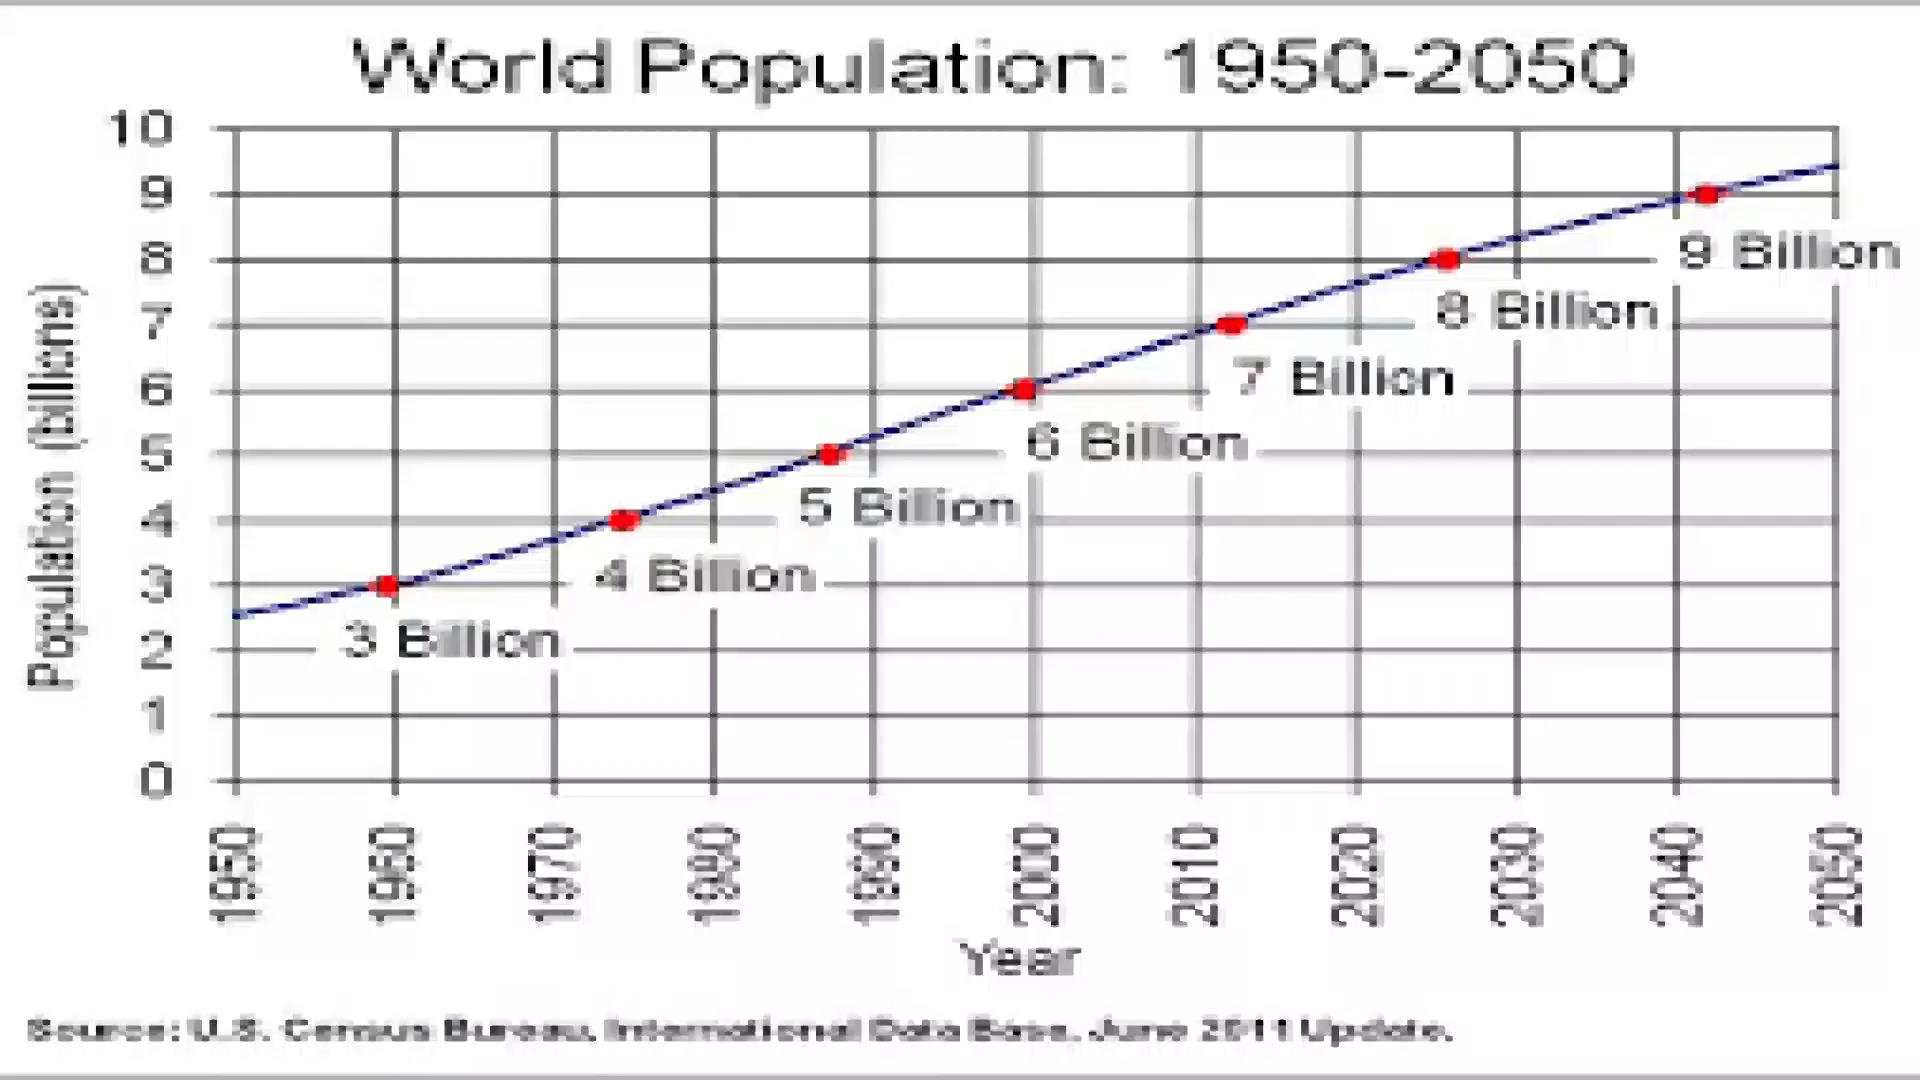 World Population: 1950-2050
Population (billions)
10
9
8
7
6
5
4
3
2
1
0
9 Billion
8 Billion
7 Billion
6 Billion
5 Billion
4 Billion
3 Billion
1950
1960
1970
1980
1990
2000
2010
2020
2030
2040
2050
Year
Source: U.S. Census Bureau, International Data Base, June 2011 Update.